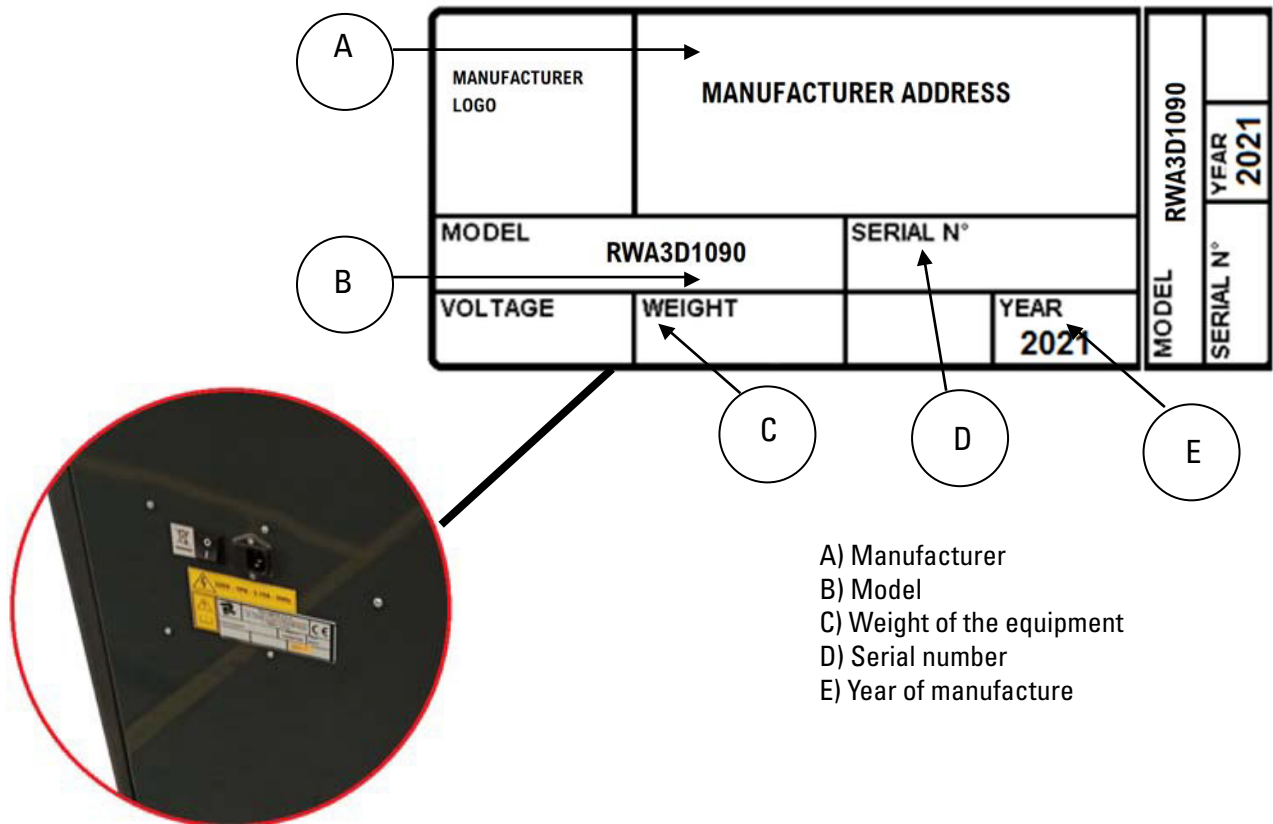 A
MANUFACTURER
LOGO
MANUFACTURER ADDRESS
B
MODEL
RWA3D1090
SERIAL N°
VOLTAGE
WEIGHT
YEAR
2021
MODEL
RWA3D1090
SERIAL N°
YEAR
2021
C
D
E
A) Manufacturer
B) Model
C) Weight of the equipment
D) Serial number
E) Year of manufacture
CE